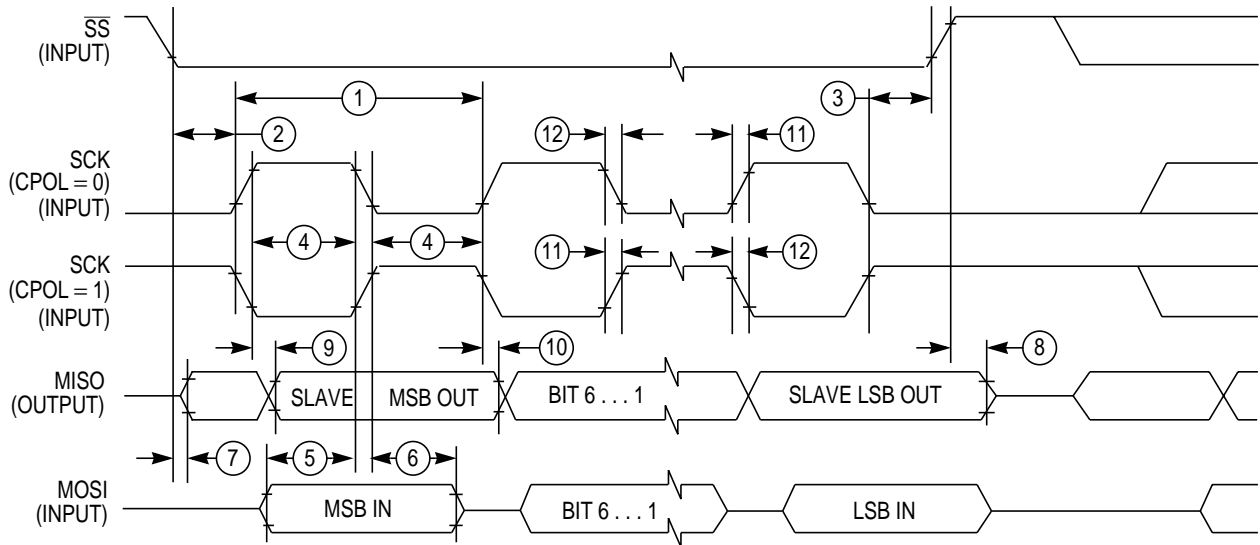 SS
(INPUT)
1
3
2
12
11
SCK
(CPOL = 0)
(INPUT)
4
4
11
12
SCK
(CPOL = 1)
(INPUT)
9
10
8
MISO
(OUTPUT)
SLAVE MSB OUT
BIT 6 . . . 1
SLAVE LSB OUT
7
5
6
MOSI
(INPUT)
MSB IN
BIT 6 . . . 1
LSB IN